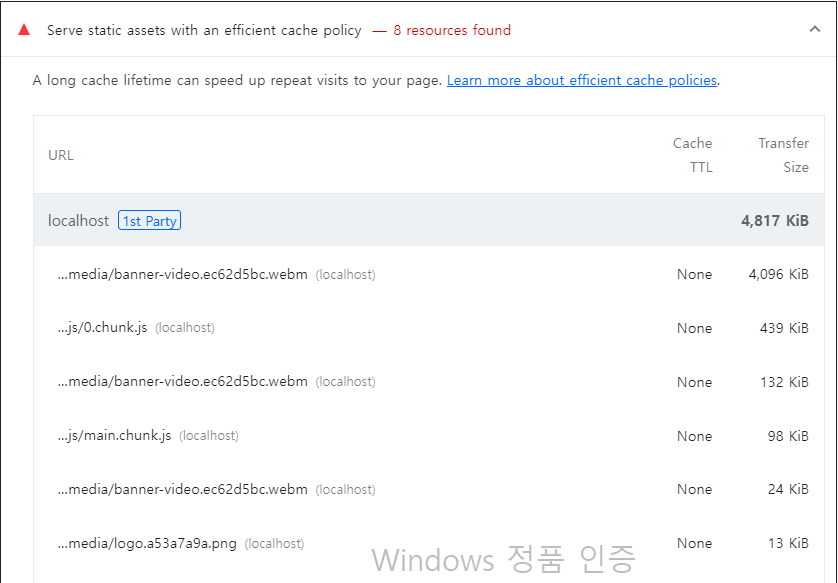 Serve static assets with an efficient cache policy — 8 resources found
A long cache lifetime can speed up repeat visits to your page. Learn more about efficient cache policies.
URL Cache TTL Transfer Size
localhost 1st Party 4,817 KiB
...media/banner-video.ec62d5bc.webm (localhost) None 4,096 KiB
...js/0.chunk.js (localhost) None 439 KiB
...media/banner-video.ec62d5bc.webm (localhost) None 132 KiB
...js/main.chunk.js (localhost) None 98 KiB
...media/banner-video.ec62d5bc.webm (localhost) None 24 KiB
...media/logo.a53a7a9a.png (localhost) None 13 KiB
Windows 정품 인증